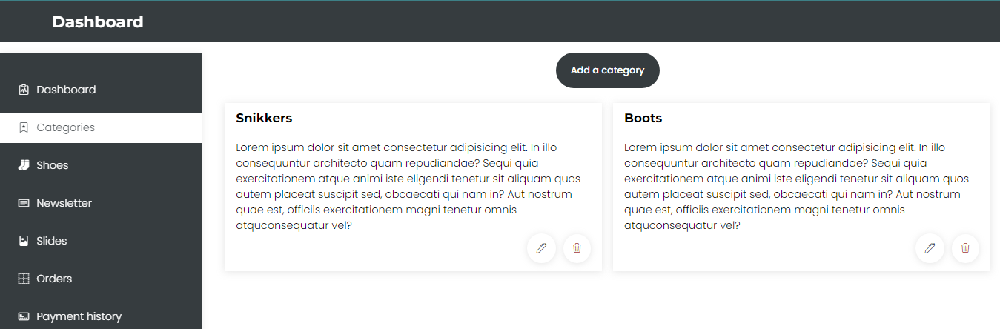 Dashboard
Dashboard
Categories
Shoes
Newsletter
Slides
Orders
Payment history
Add a category
Snikkers
Lorem ipsum dolor sit amet consectetur adipisicing elit. In illo
consequuntur architecto quam repudiandae? Sequi quia
exercitationem atque animi iste eligendi tenetur sit aliquam quos
autem placeat suscipit sed, obcaecati qui nam in? Aut nostrum
quae est, officiis exercitationem magni tenetur omnis
atquconsequatur vel?
Boots
Lorem ipsum dolor sit amet consectetur adipisicing elit. In illo
consequuntur architecto quam repudiandae? Sequi quia
exercitationem atque animi iste eligendi tenetur sit aliquam quos
autem placeat suscipit sed, obcaecati qui nam in? Aut nostrum
quae est, officiis exercitationem magni tenetur omnis
atquconsequatur vel?